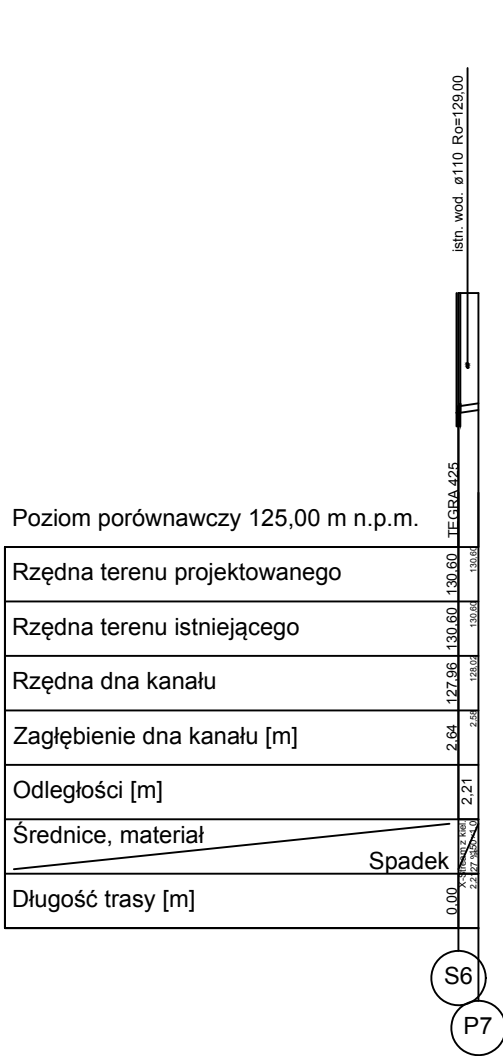 istn. wod. ø110 Ro=129,00
TEGRA 425
Poziom porównawczy 125,00 m n.p.m.
Rzędna terenu projektowanego 130,60 130,60
Rzędna terenu istniejącego 130,60 130,60
Rzędna dna kanału 127,96 128,02
Zagłębienie dna kanału [m] 2,64 2,58
Odległości [m] 2,21
Średnice, materiał
Spadek
Długość trasy [m] 0,00
S6
P7